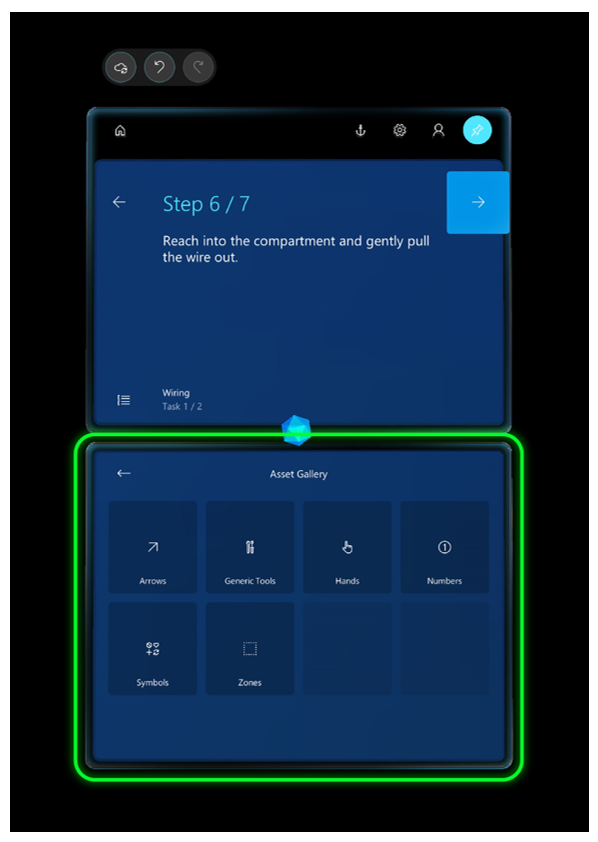 Step 6 / 7
Reach into the compartment and gently pull
the wire out.
Wiring
Task 1 / 2
Asset Gallery
Arrows
Generic Tools
Hands
1
Numbers
Symbols
Zones